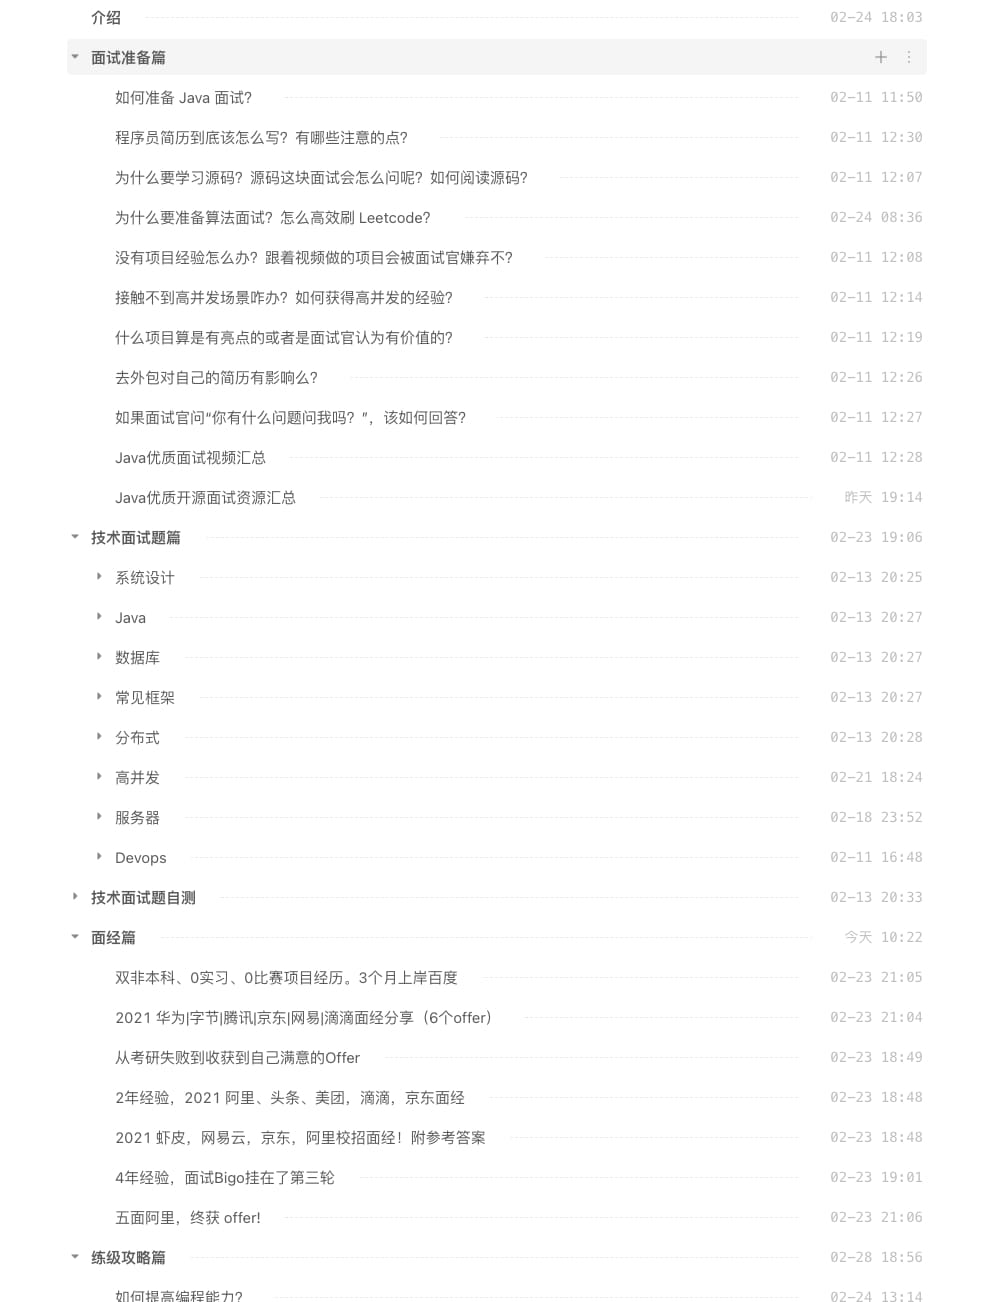 介绍 02-24 18:03
面试准备篇
如何准备 Java 面试? 02-11 11:50
程序员简历到底该怎么写？有哪些注意的点? 02-11 12:30
为什么要学习源码？源码这块面试会怎么问呢？如何阅读源码? 02-11 12:07
为什么要准备算法面试？怎么高效刷 Leetcode? 02-24 08:36
没有项目经验怎么办？跟着视频做的项目会被面试官嫌弃不? 02-11 12:08
接触不到高并发场景咋办？如何获得高并发的经验? 02-11 12:14
什么项目算是有亮点的或者是面试官认为有价值的? 02-11 12:19
去外包对自己的简历有影响么? 02-11 12:26
如果面试官问“你有什么问题问我吗？”，该如何回答? 02-11 12:27
Java优质面试视频汇总 02-11 12:28
Java优质开源面试资源汇总 昨天 19:14
技术面试题篇 02-23 19:06
系统设计 02-13 20:25
Java 02-13 20:27
数据库 02-13 20:27
常见框架 02-13 20:27
分布式 02-13 20:28
高并发 02-21 18:24
服务器 02-18 23:52
Devops 02-11 16:48
技术面试题自测 02-13 20:33
面经篇 今天 10:22
双非本科、0实习、0比赛项目经历。3个月上岸百度 02-23 21:05
2021 华为|字节|腾讯|京东|网易|滴滴面经分享（6个offer） 02-23 21:04
从考研失败到收获到自己满意的Offer 02-23 18:49
2年经验，2021 阿里、头条、美团，滴滴，京东面经 02-23 18:48
2021 虾皮，网易云，京东，阿里校招面经！附参考答案 02-23 18:48
4年经验，面试Bigo挂在了第三轮 02-23 19:01
五面阿里，终获 offer! 02-23 21:06
练级攻略篇 02-28 18:56
如何提高编程能力? 02-24 13:14